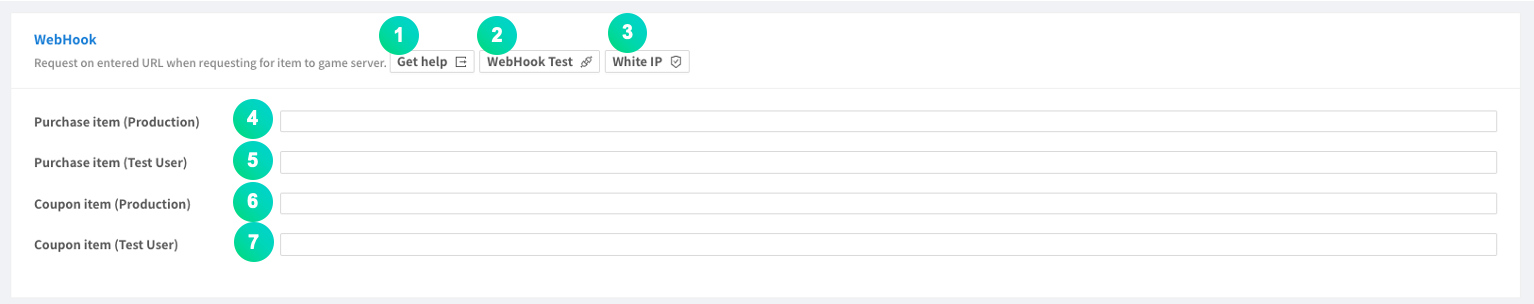 1 2 3
WebHook
Request on entered URL when requesting for item to game server. Get help WebHook Test White IP
Purchase item (Production) 4
Purchase item (Test User) 5
Coupon item (Production) 6
Coupon item (Test User) 7